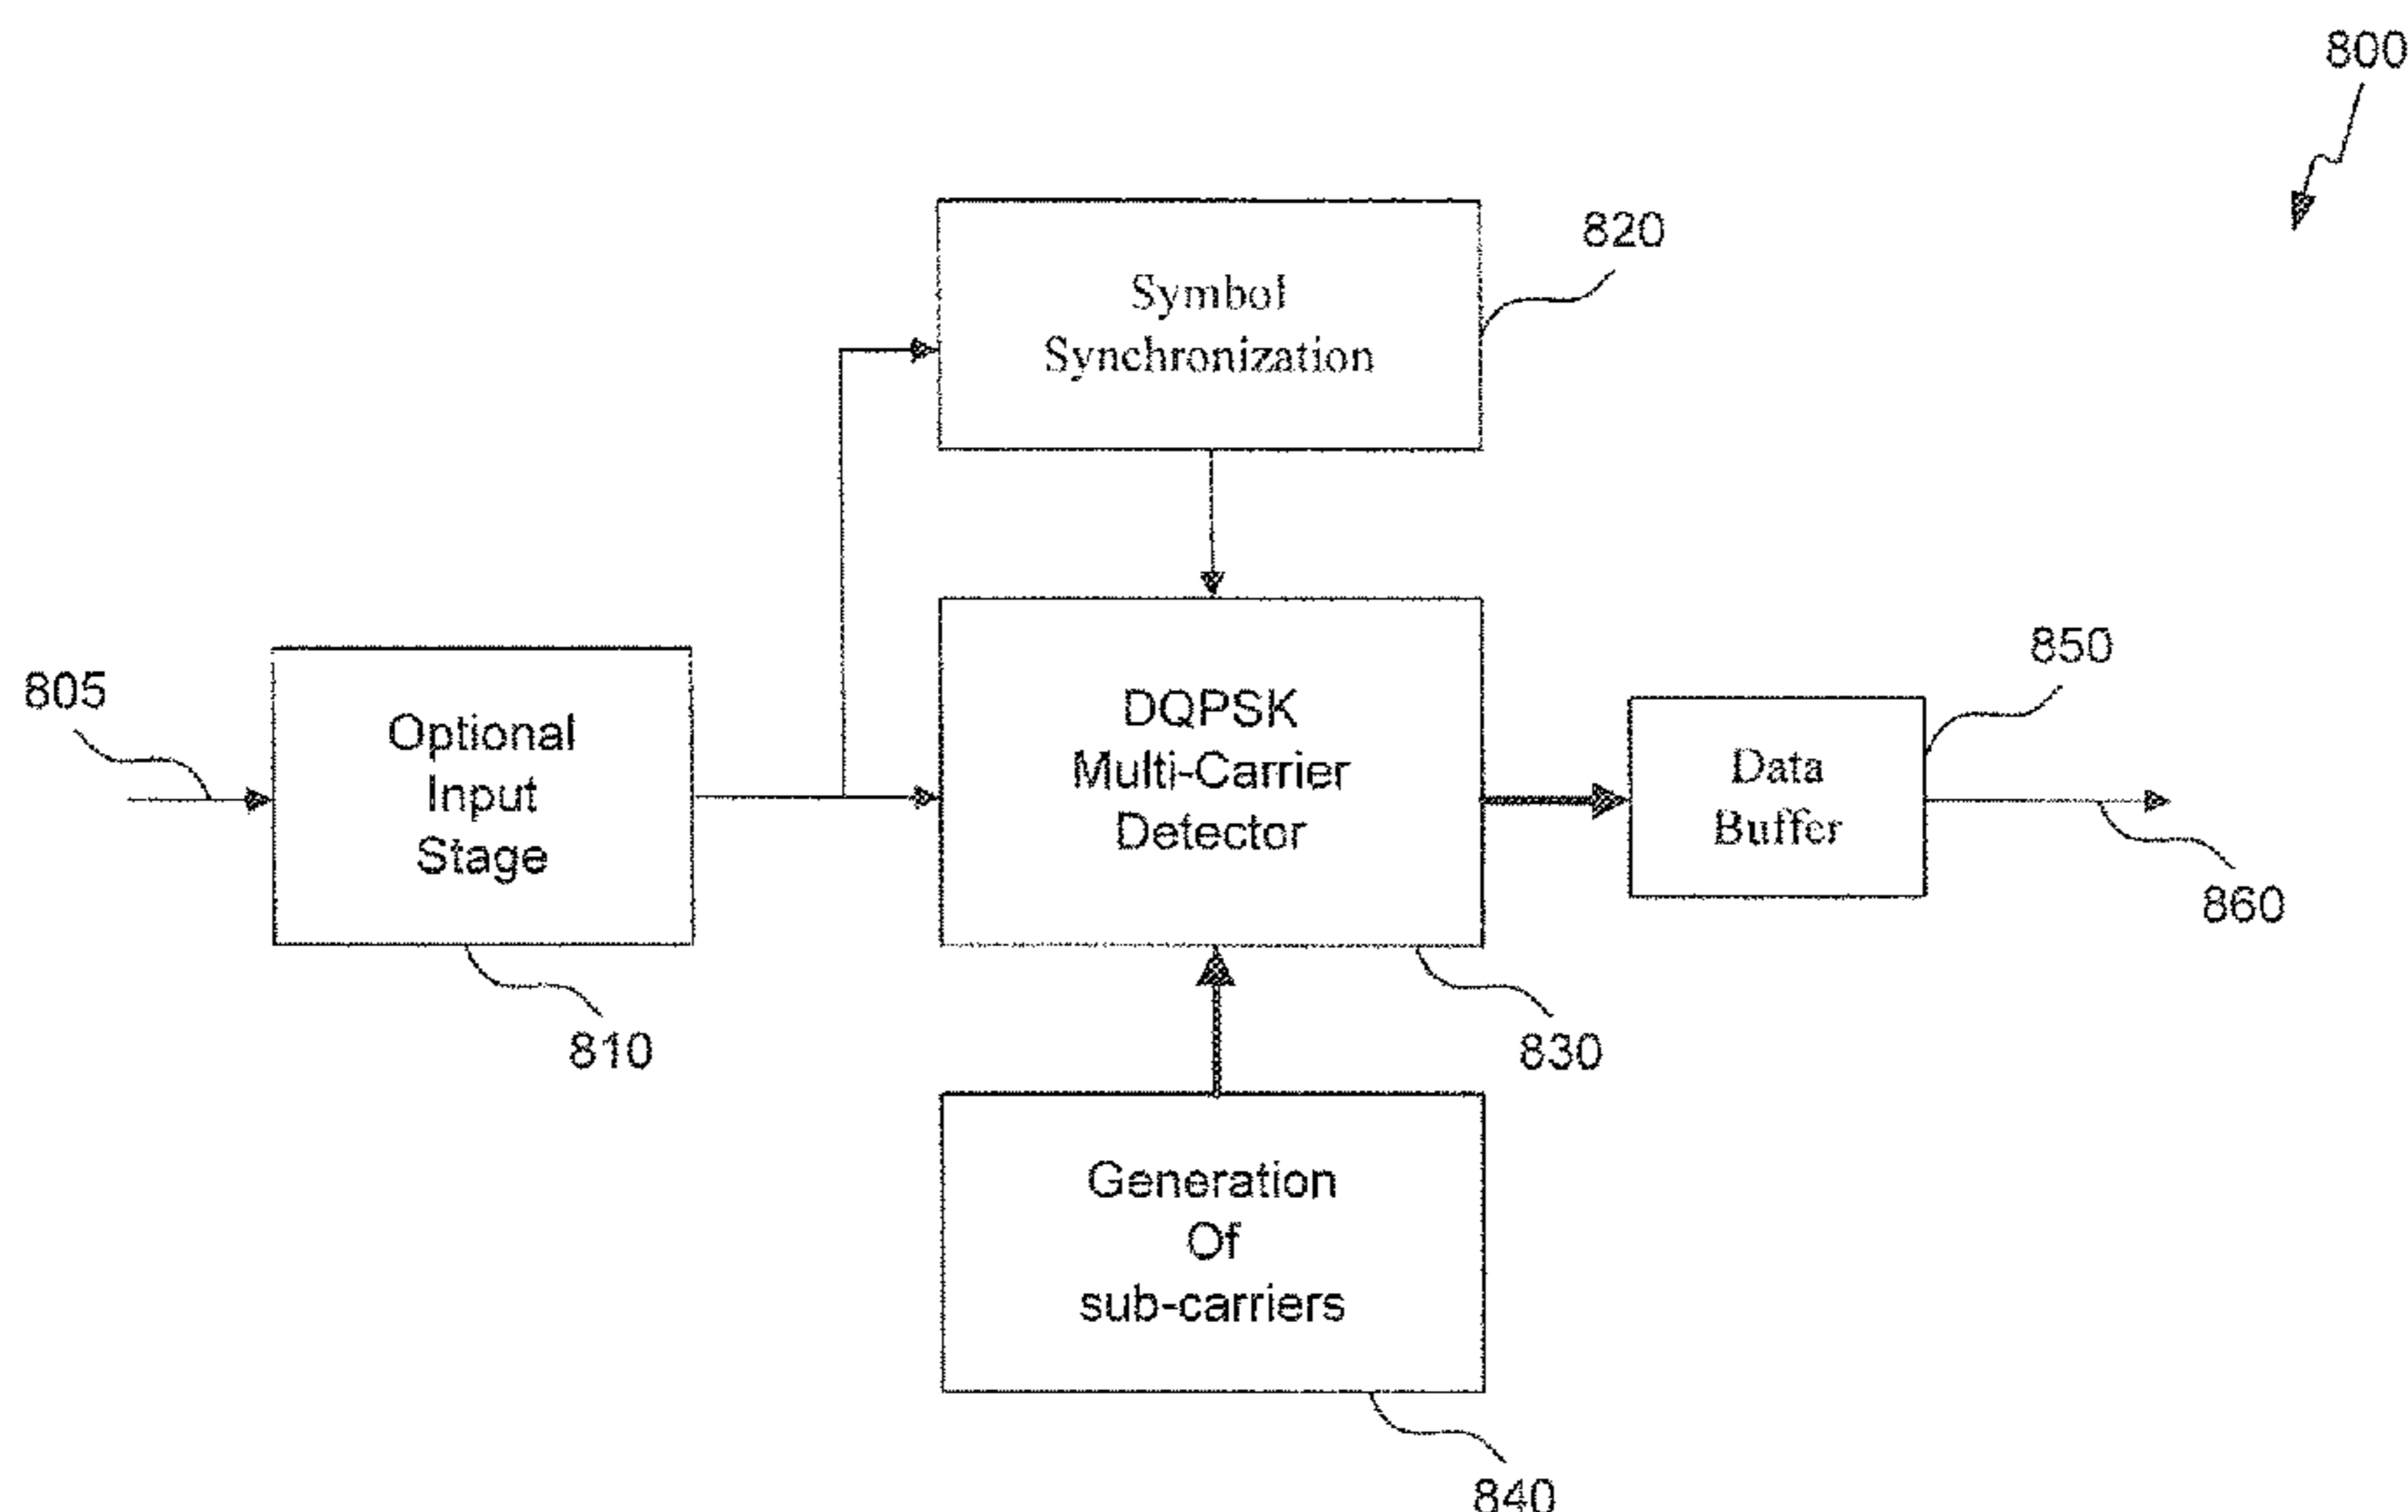 800
Symbol
Synchronization
820
805
Optional
Input
Stage
810
DQPSK
Multi-Carrier
Detector
830
Data
Buffer
850
860
Generation
Of
sub-carriers
840